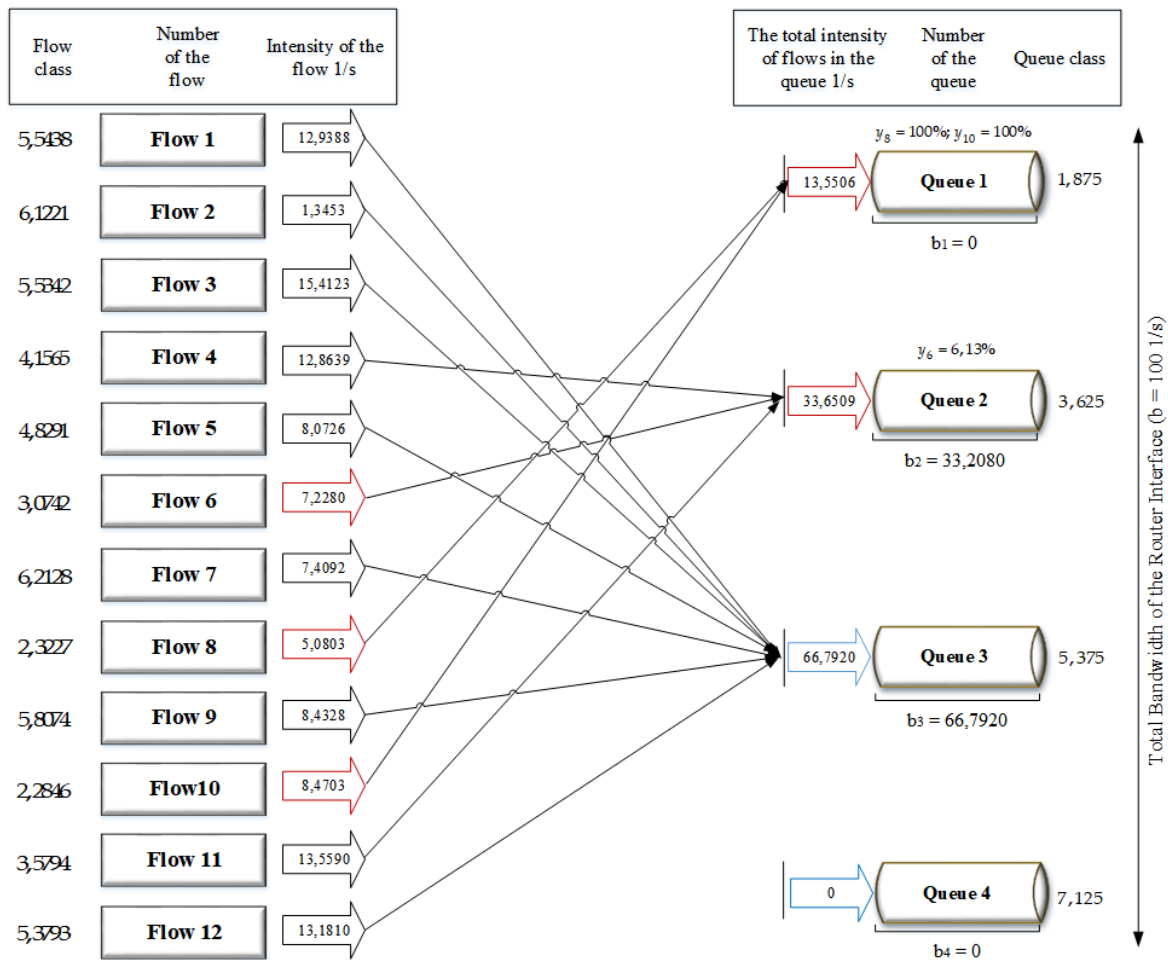 Flow class
Number of the flow
Intensity of the flow 1/s
The total intensity of flows in the queue 1/s
Number of the queue
Queue class
5,5438
Flow 1
12,9388
6,1221
Flow 2
1,3453
5,5342
Flow 3
15,4123
4,1565
Flow 4
12,8639
4,8291
Flow 5
8,0726
3,0742
Flow 6
7,2280
6,2128
Flow 7
7,4092
2,3227
Flow 8
5,0803
5,8074
Flow 9
8,4328
2,2846
Flow10
8,4703
3,5794
Flow 11
13,5590
5,3793
Flow 12
13,1810
y8 = 100%; y10 = 100%
13,5506
Queue 1
1,875
b1 = 0
y6 = 6,13%
33,6509
Queue 2
3,625
b2 = 33,2080
66,7920
Queue 3
5,375
b3 = 66,7920
0
Queue 4
7,125
b4 = 0
Total Bandwidth of the Router Interface (b = 100 1/s)